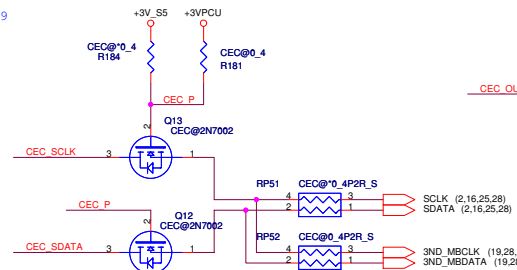 9
+3V_S5 +3VPCU
CEC@*0_4
R184
CEC@0_4
R181
CEC_P
CEC_OU
2
Q13
CEC@2N7002
CEC_SCLK 3 1
RP51 CEC@*0_4P2R_S
4 3 SCLK (2,16,25,28)
2 1 SDATA (2,16,25,28)
CEC_P
2
Q12
CEC@2N7002
CEC_SDATA 3 1
RP52 CEC@0_4P2R_S
4 3 3ND_MBCLK (19,28,
2 1 3ND_MBDATA (19,28